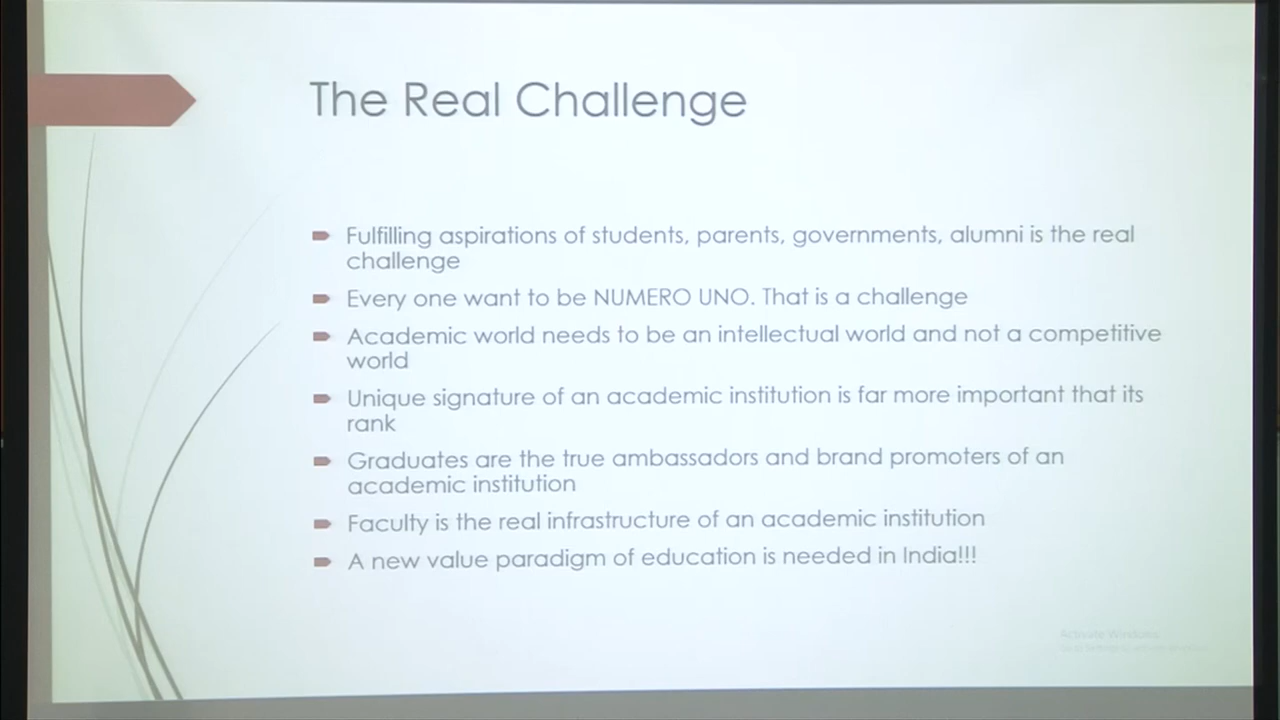 The Real Challenge
Fulfilling aspirations of students, parents, governments, alumni is the real
challenge
Every one want to be NUMERO UNO. That is a challenge
Academic world needs to be an intellectual world and not a competitive
world
Unique signature of an academic institution is far more important that its
rank
Graduates are the true ambassadors and brand promoters of an
academic institution
Faculty is the real infrastructure of an academic institution
A new value paradigm of education is needed in India!!!
Activate Windows